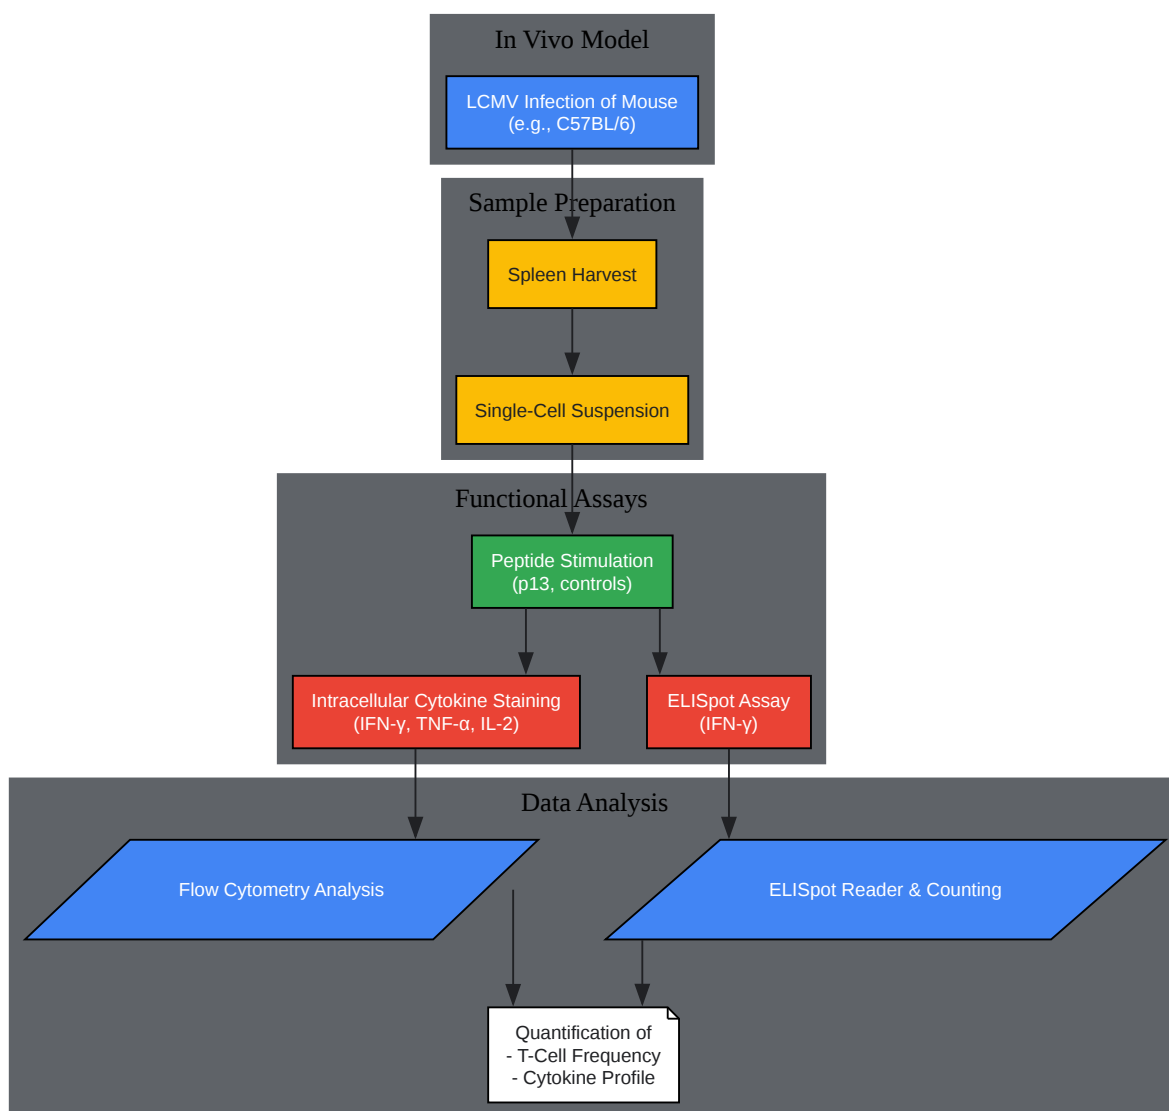 In Vivo Model
LCMV Infection of Mouse
(e.g., C57BL/6)
Sample Preparation
Spleen Harvest
Single-Cell Suspension
Functional Assays
Peptide Stimulation
(p13, controls)
Intracellular Cytokine Staining
(IFN-γ, TNF-α, IL-2)
ELISpot Assay
(IFN-γ)
Data Analysis
Flow Cytometry Analysis
ELISpot Reader & Counting
Quantification of
- T-Cell Frequency
- Cytokine Profile